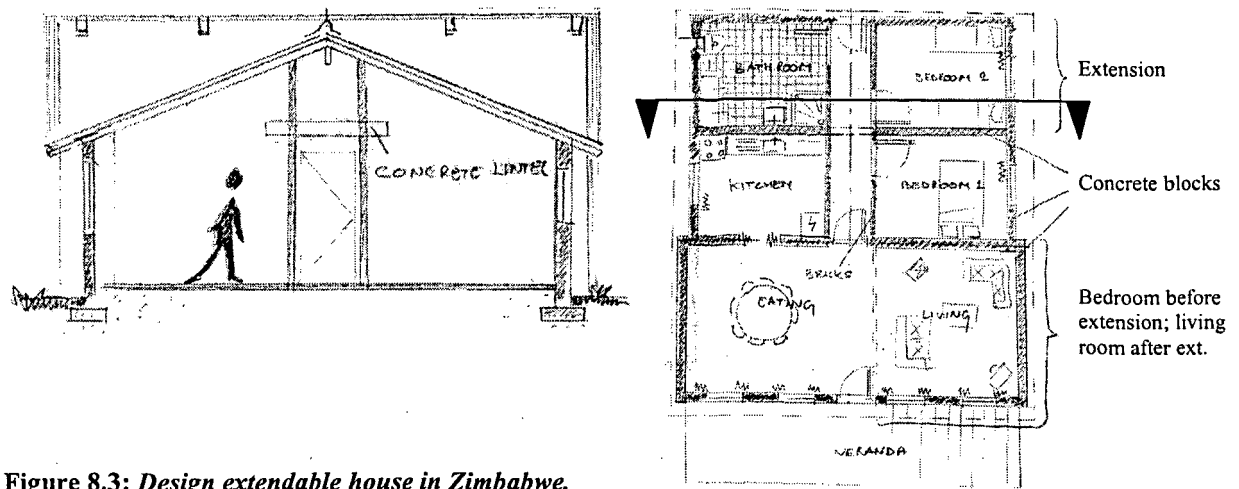 CONCRETE LINTEL
BATHROOM
BEDROOM 2
Extension
KITCHEN
BEDROOM 1
Concrete blocks
BRICKS
EATING
LIVING
Bedroom before
extension; living
room after ext.
VERANDA
Figure 8.3: Design extendable house in Zimbabwe.